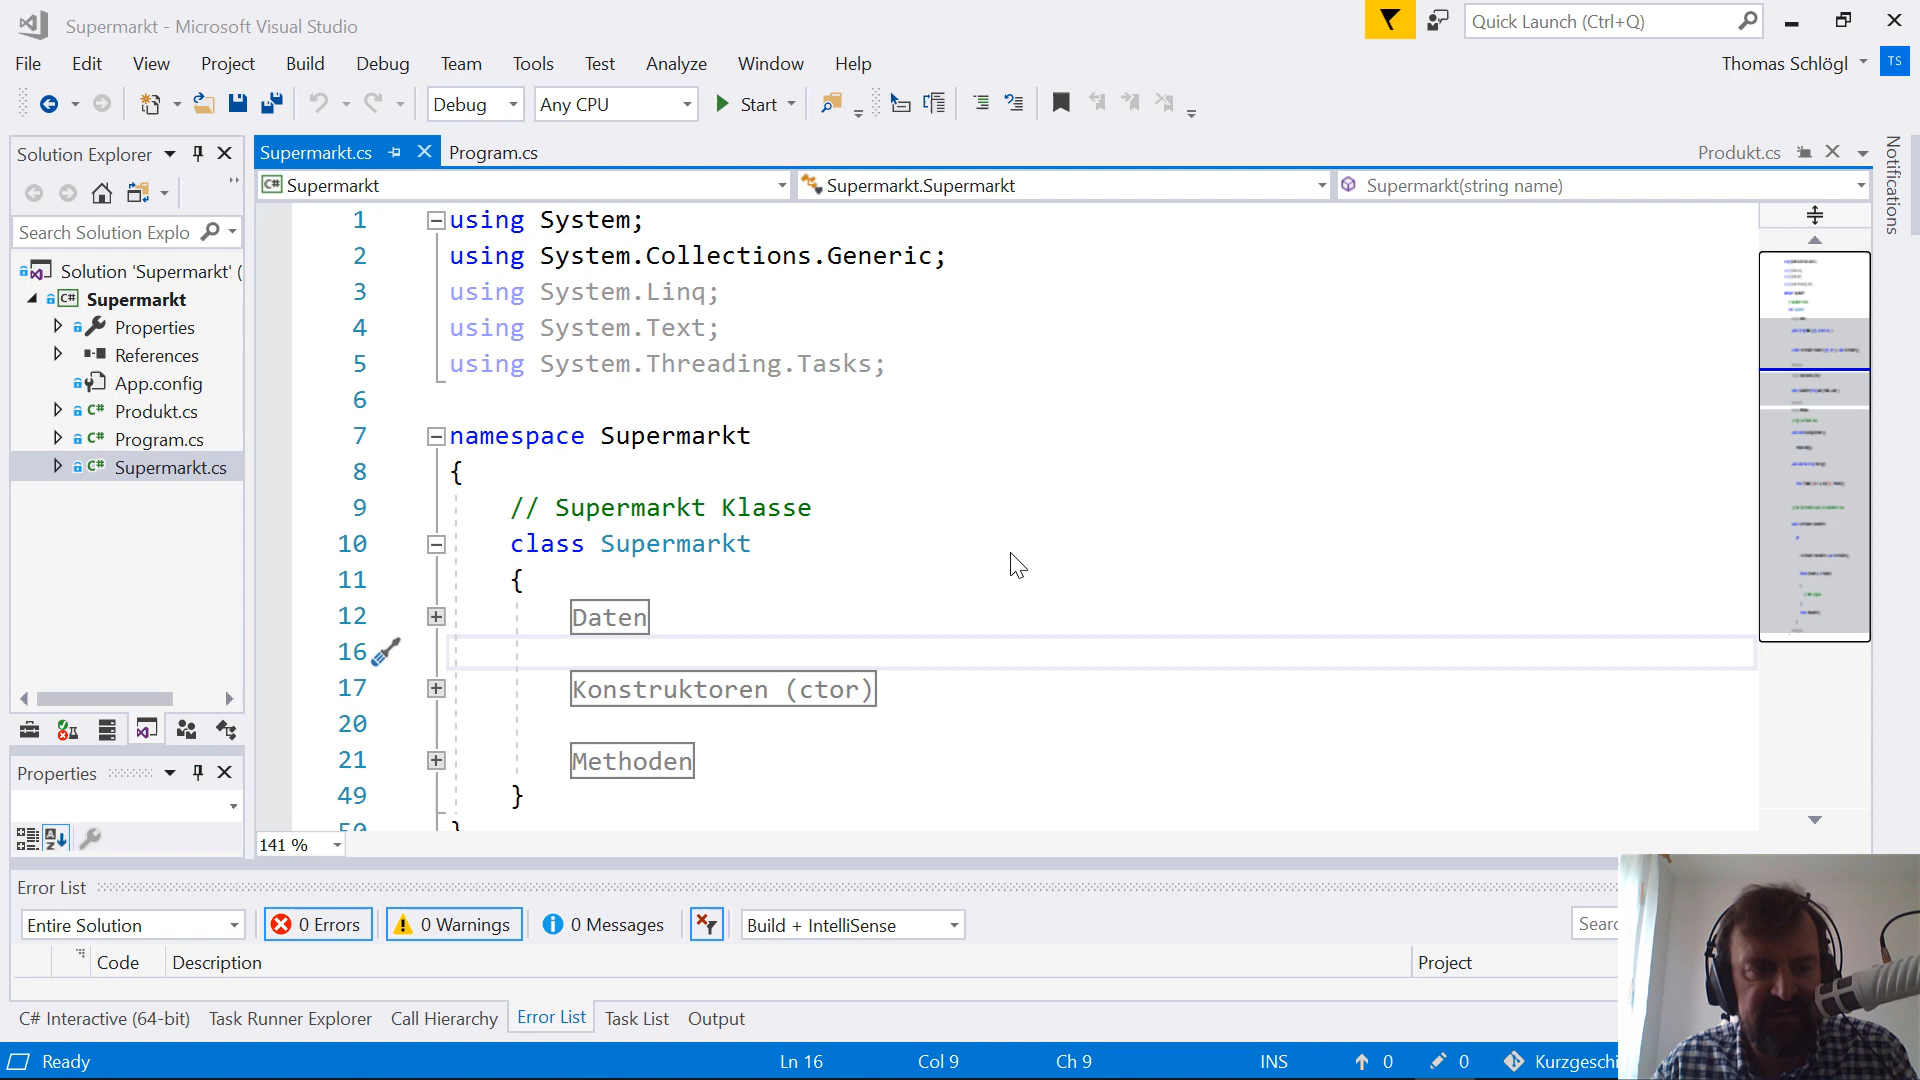 Supermarkt - Microsoft Visual Studio
Quick Launch (Ctrl+Q)
File Edit View Project Build Debug Team Tools Test Analyze Window Help
Thomas Schlögl TS
Debug Any CPU Start
Solution Explorer
Search Solution Explo
Solution 'Supermarkt' (
C# Supermarkt
Properties
References
App.config
C# Produkt.cs
C# Program.cs
C# Supermarkt.cs
Properties
Supermarkt.cs Program.cs Produkt.cs
Notifications
C# Supermarkt Supermarkt.Supermarkt Supermarkt(string name)
1 using System;
2 using System.Collections.Generic;
3 using System.Linq;
4 using System.Text;
5 using System.Threading.Tasks;
6
7 namespace Supermarkt
8 {
9 // Supermarkt Klasse
10 class Supermarkt
11 {
12 Daten
16
17 Konstruktoren (ctor)
20
21 Methoden
49 }
50 }
141 %
Error List
Entire Solution 0 Errors 0 Warnings 0 Messages Build + IntelliSense Searc
Code Description Project
C# Interactive (64-bit) Task Runner Explorer Call Hierarchy Error List Task List Output
Ready Ln 16 Col 9 Ch 9 INS 0 0 Kurzgeschi